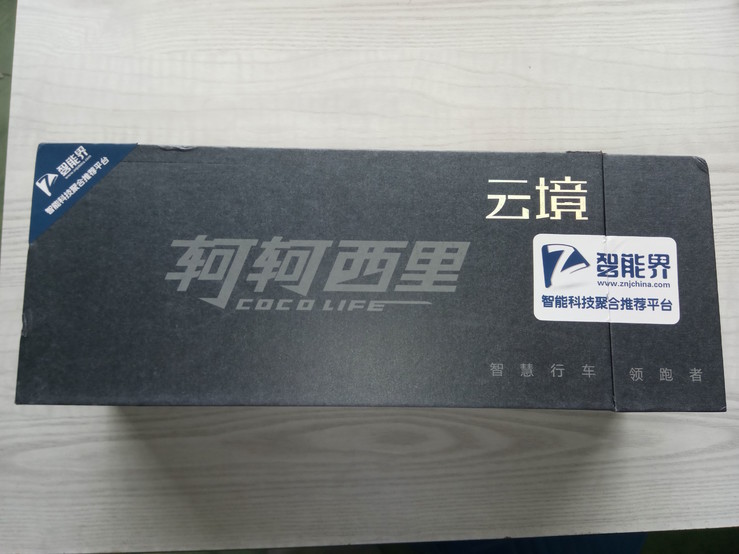 智能界
智能科技聚合推荐平台
云境
轲轲西里
COCO LIFE
智能界
www.znjchina.com
智能科技聚合推荐平台
智慧行车 领跑者